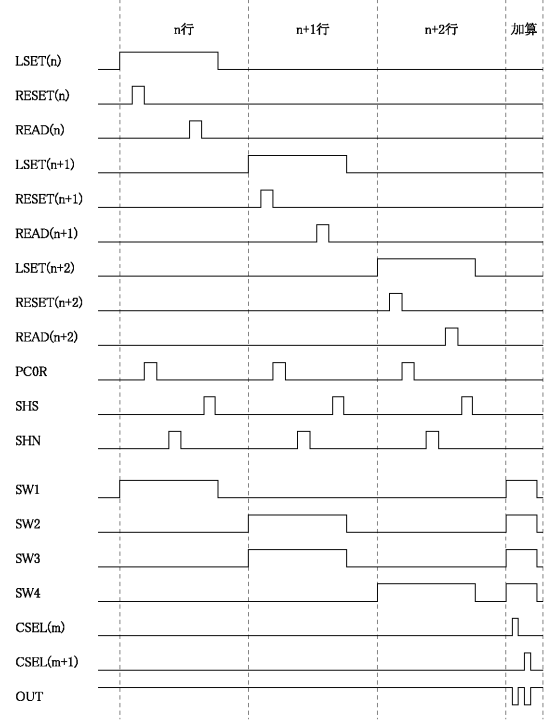 n行 n+1行 n+2行 加算
LSET(n)
RESET(n)
READ(n)
LSET(n+1)
RESET(n+1)
READ(n+1)
LSET(n+2)
RESET(n+2)
READ(n+2)
PC0R
SHS
SHN
SW1
SW2
SW3
SW4
CSEL(m)
CSEL(m+1)
OUT